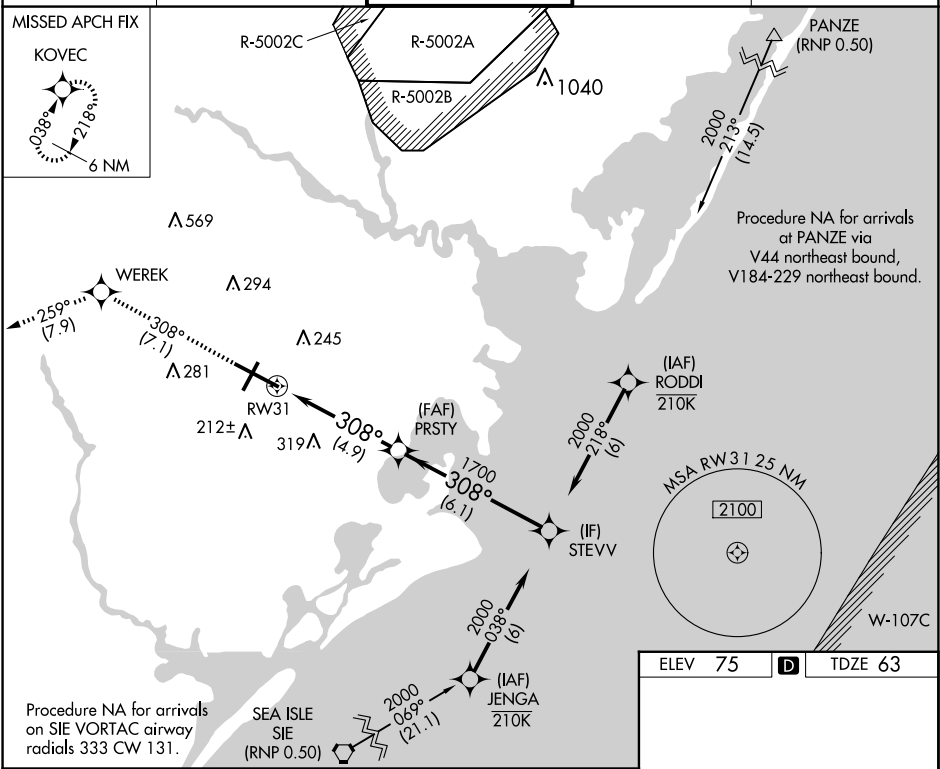 MISSED APCH FIX
KOVEC
038°
218°
6 NM
R-5002C
R-5002A
R-5002B
1040
PANZE
(RNP 0.50)
2000
213°
(14.5)
Procedure NA for arrivals
at PANZE via
V44 northeast bound,
V184-229 northeast bound.
569
WEREK
294
259°
(7.9)
308°
(7.1)
245
281
RW31
212±
319
308°
(4.9)
(FAF)
PRSTY
1700
308°
(6.1)
(IAF)
RODDI
210K
2000
218°
(6)
(IF)
STEVV
MSA RW31 25 NM
2100
W-107C
2000
038°
(6)
(IAF)
JENGA
210K
2000
069°
(21.1)
SEA ISLE
SIE
(RNP 0.50)
Procedure NA for arrivals
on SIE VORTAC airway
radials 333 CW 131.
ELEV 75 D TDZE 63